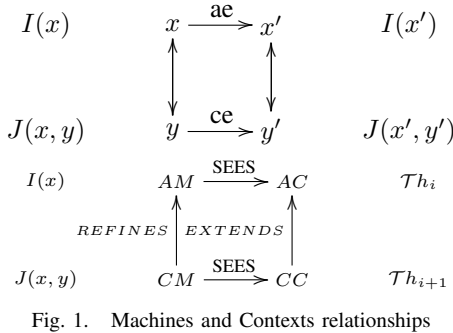 I(x) x ae x′ I(x′)
J(x, y) y ce y′ J(x′, y′)
I(x) AM SEES AC Th_i
REFINES EXTENDS
J(x, y) CM SEES CC Th_{i+1}
Fig. 1. Machines and Contexts relationships